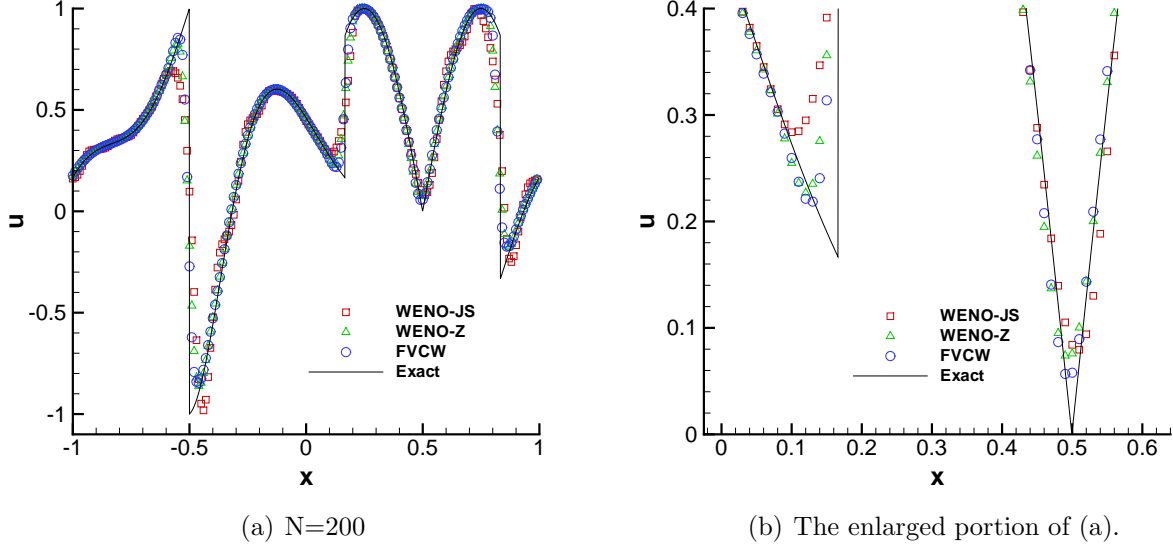 1
0.5
0
-0.5
-1
u
-1
-0.5
0
0.5
1
x
WENO-JS
WENO-Z
FVCW
Exact
(a) N=200
0.4
0.3
0.2
0.1
0
u
0
0.1
0.2
0.3
0.4
0.5
0.6
x
WENO-JS
WENO-Z
FVCW
Exact
(b) The enlarged portion of (a).